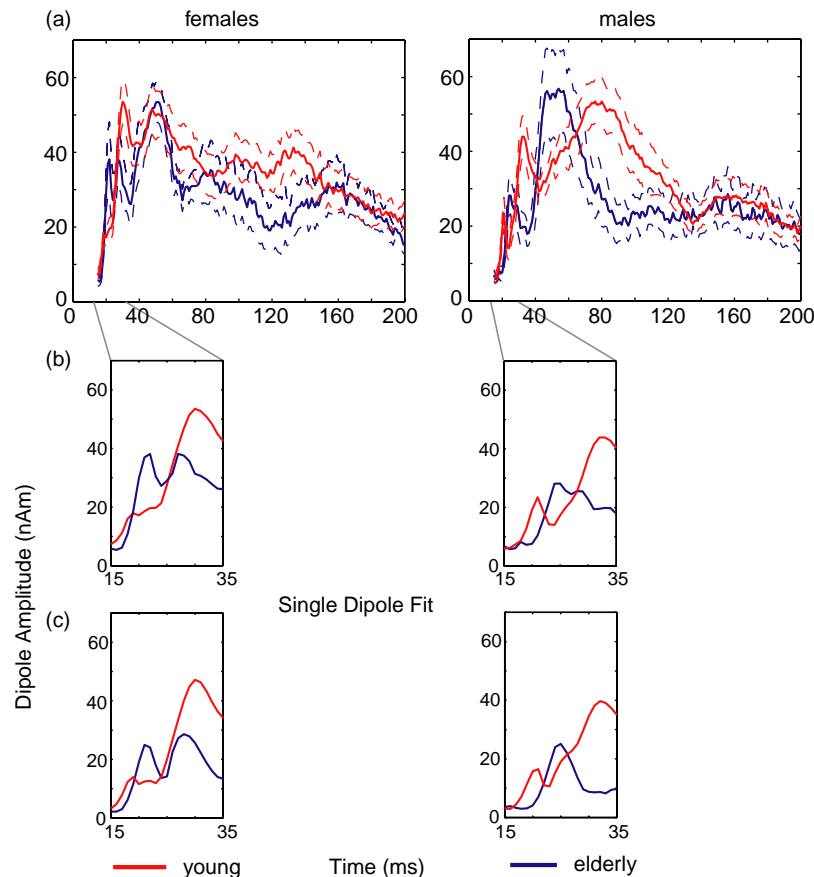 (a) females males
60 60
40 40
20 20
0 0
0 40 80 120 160 200 0 40 80 120 160 200
(b)
60 60
40 40
20 20
0 0
15 35 15 35
Dipole Amplitude (nAm)
Single Dipole Fit
(c)
60 60
40 40
20 20
0 0
15 35 15 35
young Time (ms) elderly